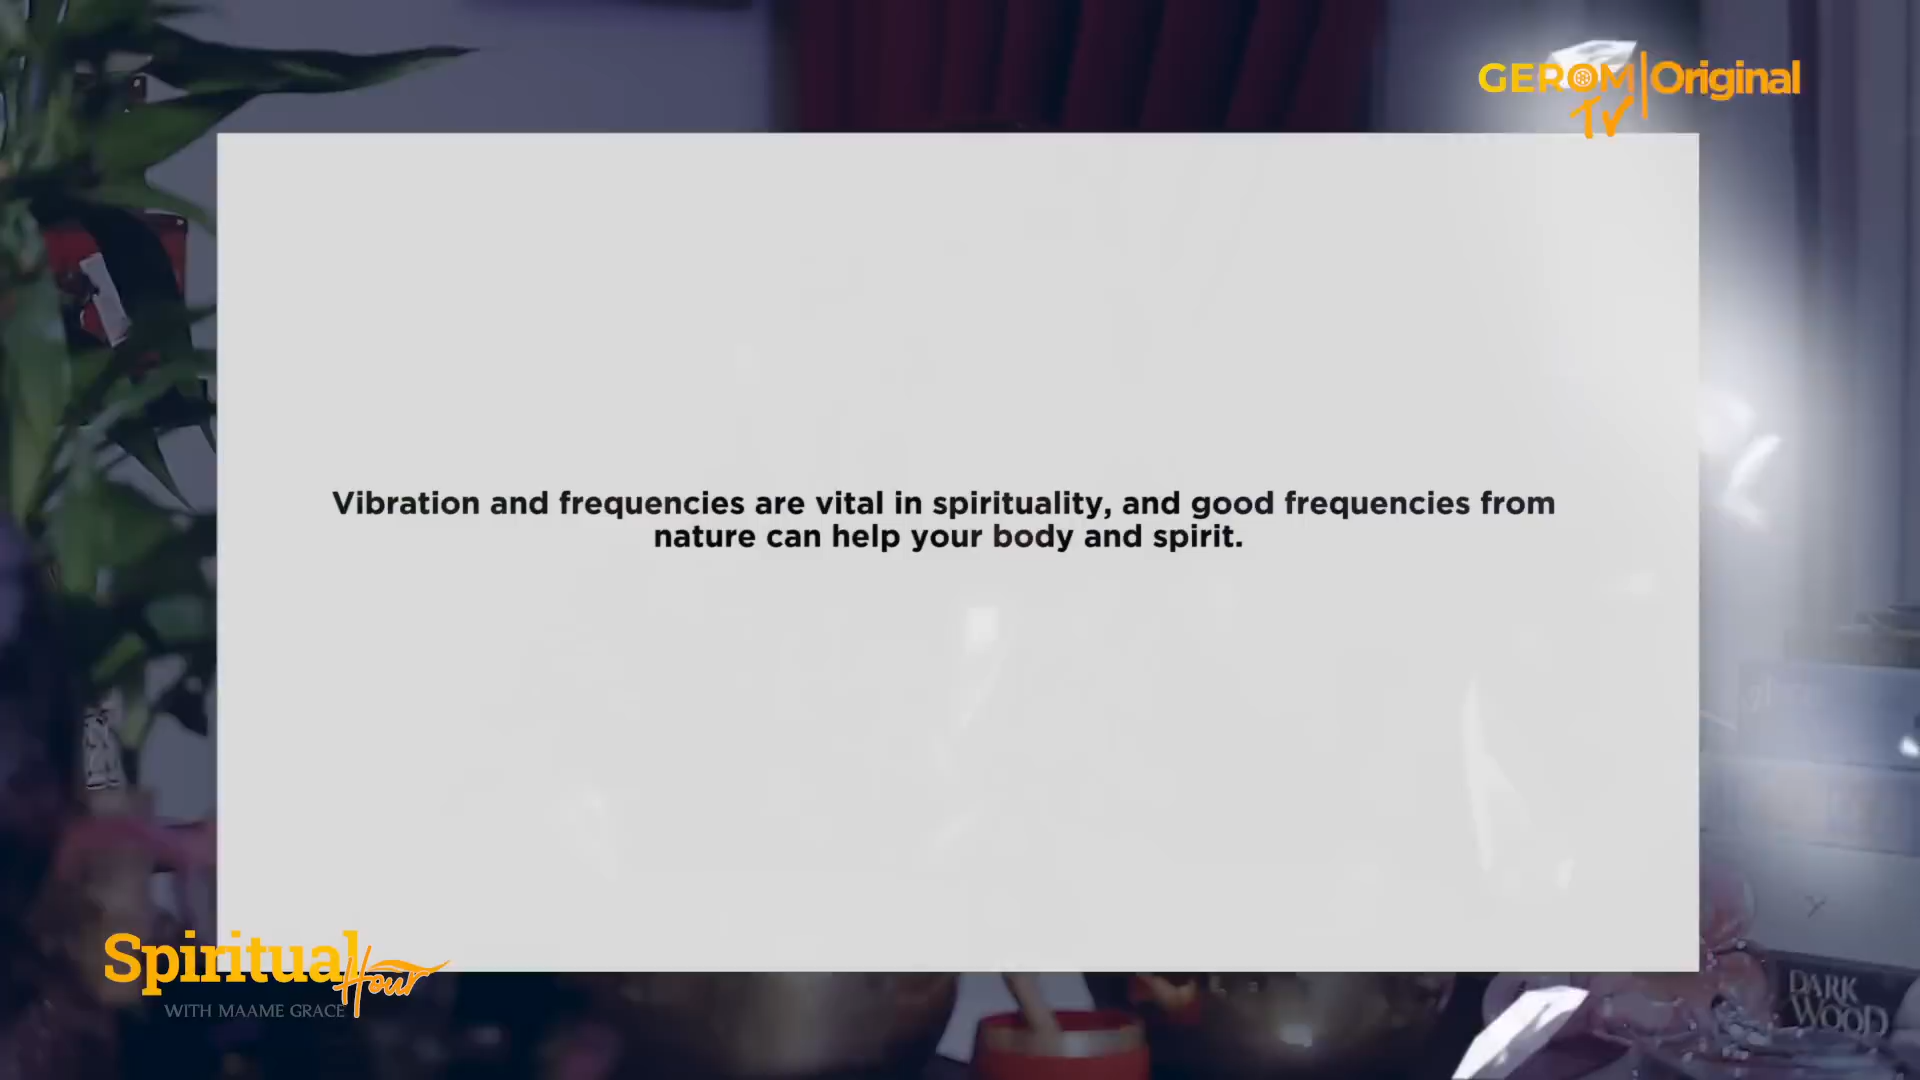 GEROM TV | Original
Vibration and frequencies are vital in spirituality, and good frequencies from
nature can help your body and spirit.
Spiritual Hour
WITH MAAME GRACE
DARK
WOOD